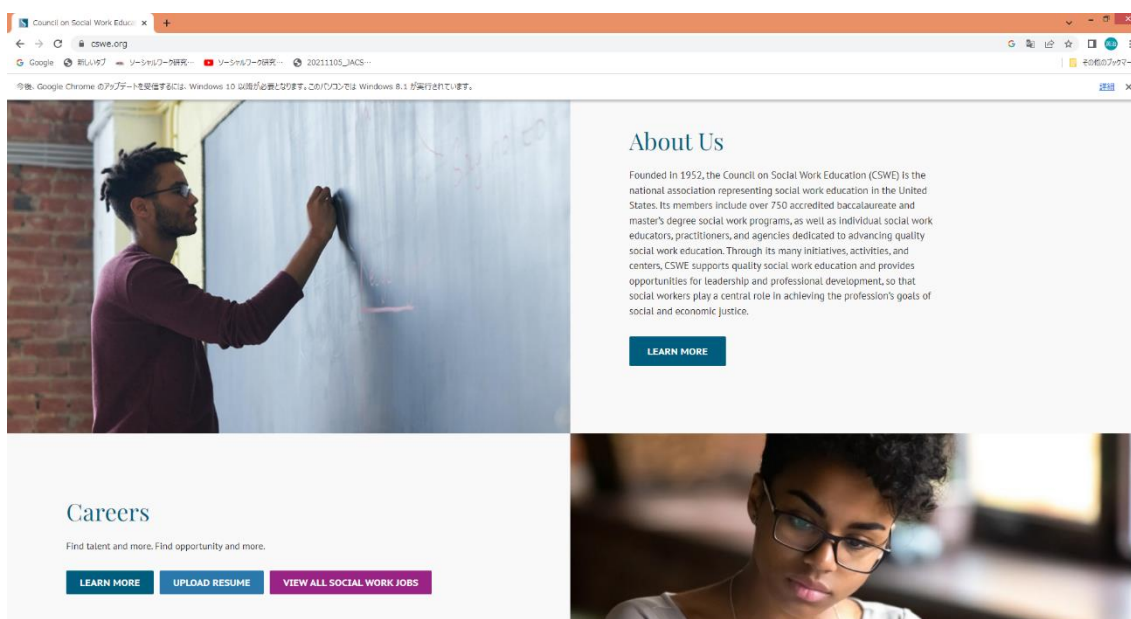 Council on Social Work Educa
cswe.org
Google 新しいタブ ソーシャルワーク研究… ソーシャルワーク研究… 20211105_JACS…
その他のブックマー
今後、Google Chrome のアップデートを受信するには、Windows 10 以降が必要となります。このパソコンでは Windows 8.1 が実行されています。
詳細
About Us
Founded in 1952, the Council on Social Work Education (CSWE) is the
national association representing social work education in the United
States. Its members include over 750 accredited baccalaureate and
master's degree social work programs, as well as individual social work
educators, practitioners, and agencies dedicated to advancing quality
social work education. Through its many initiatives, activities, and
centers, CSWE supports quality social work education and provides
opportunities for leadership and professional development, so that
social workers play a central role in achieving the profession's goals of
social and economic justice.
LEARN MORE
Careers
Find talent and more. Find opportunity and more.
LEARN MORE UPLOAD RESUME VIEW ALL SOCIAL WORK JOBS